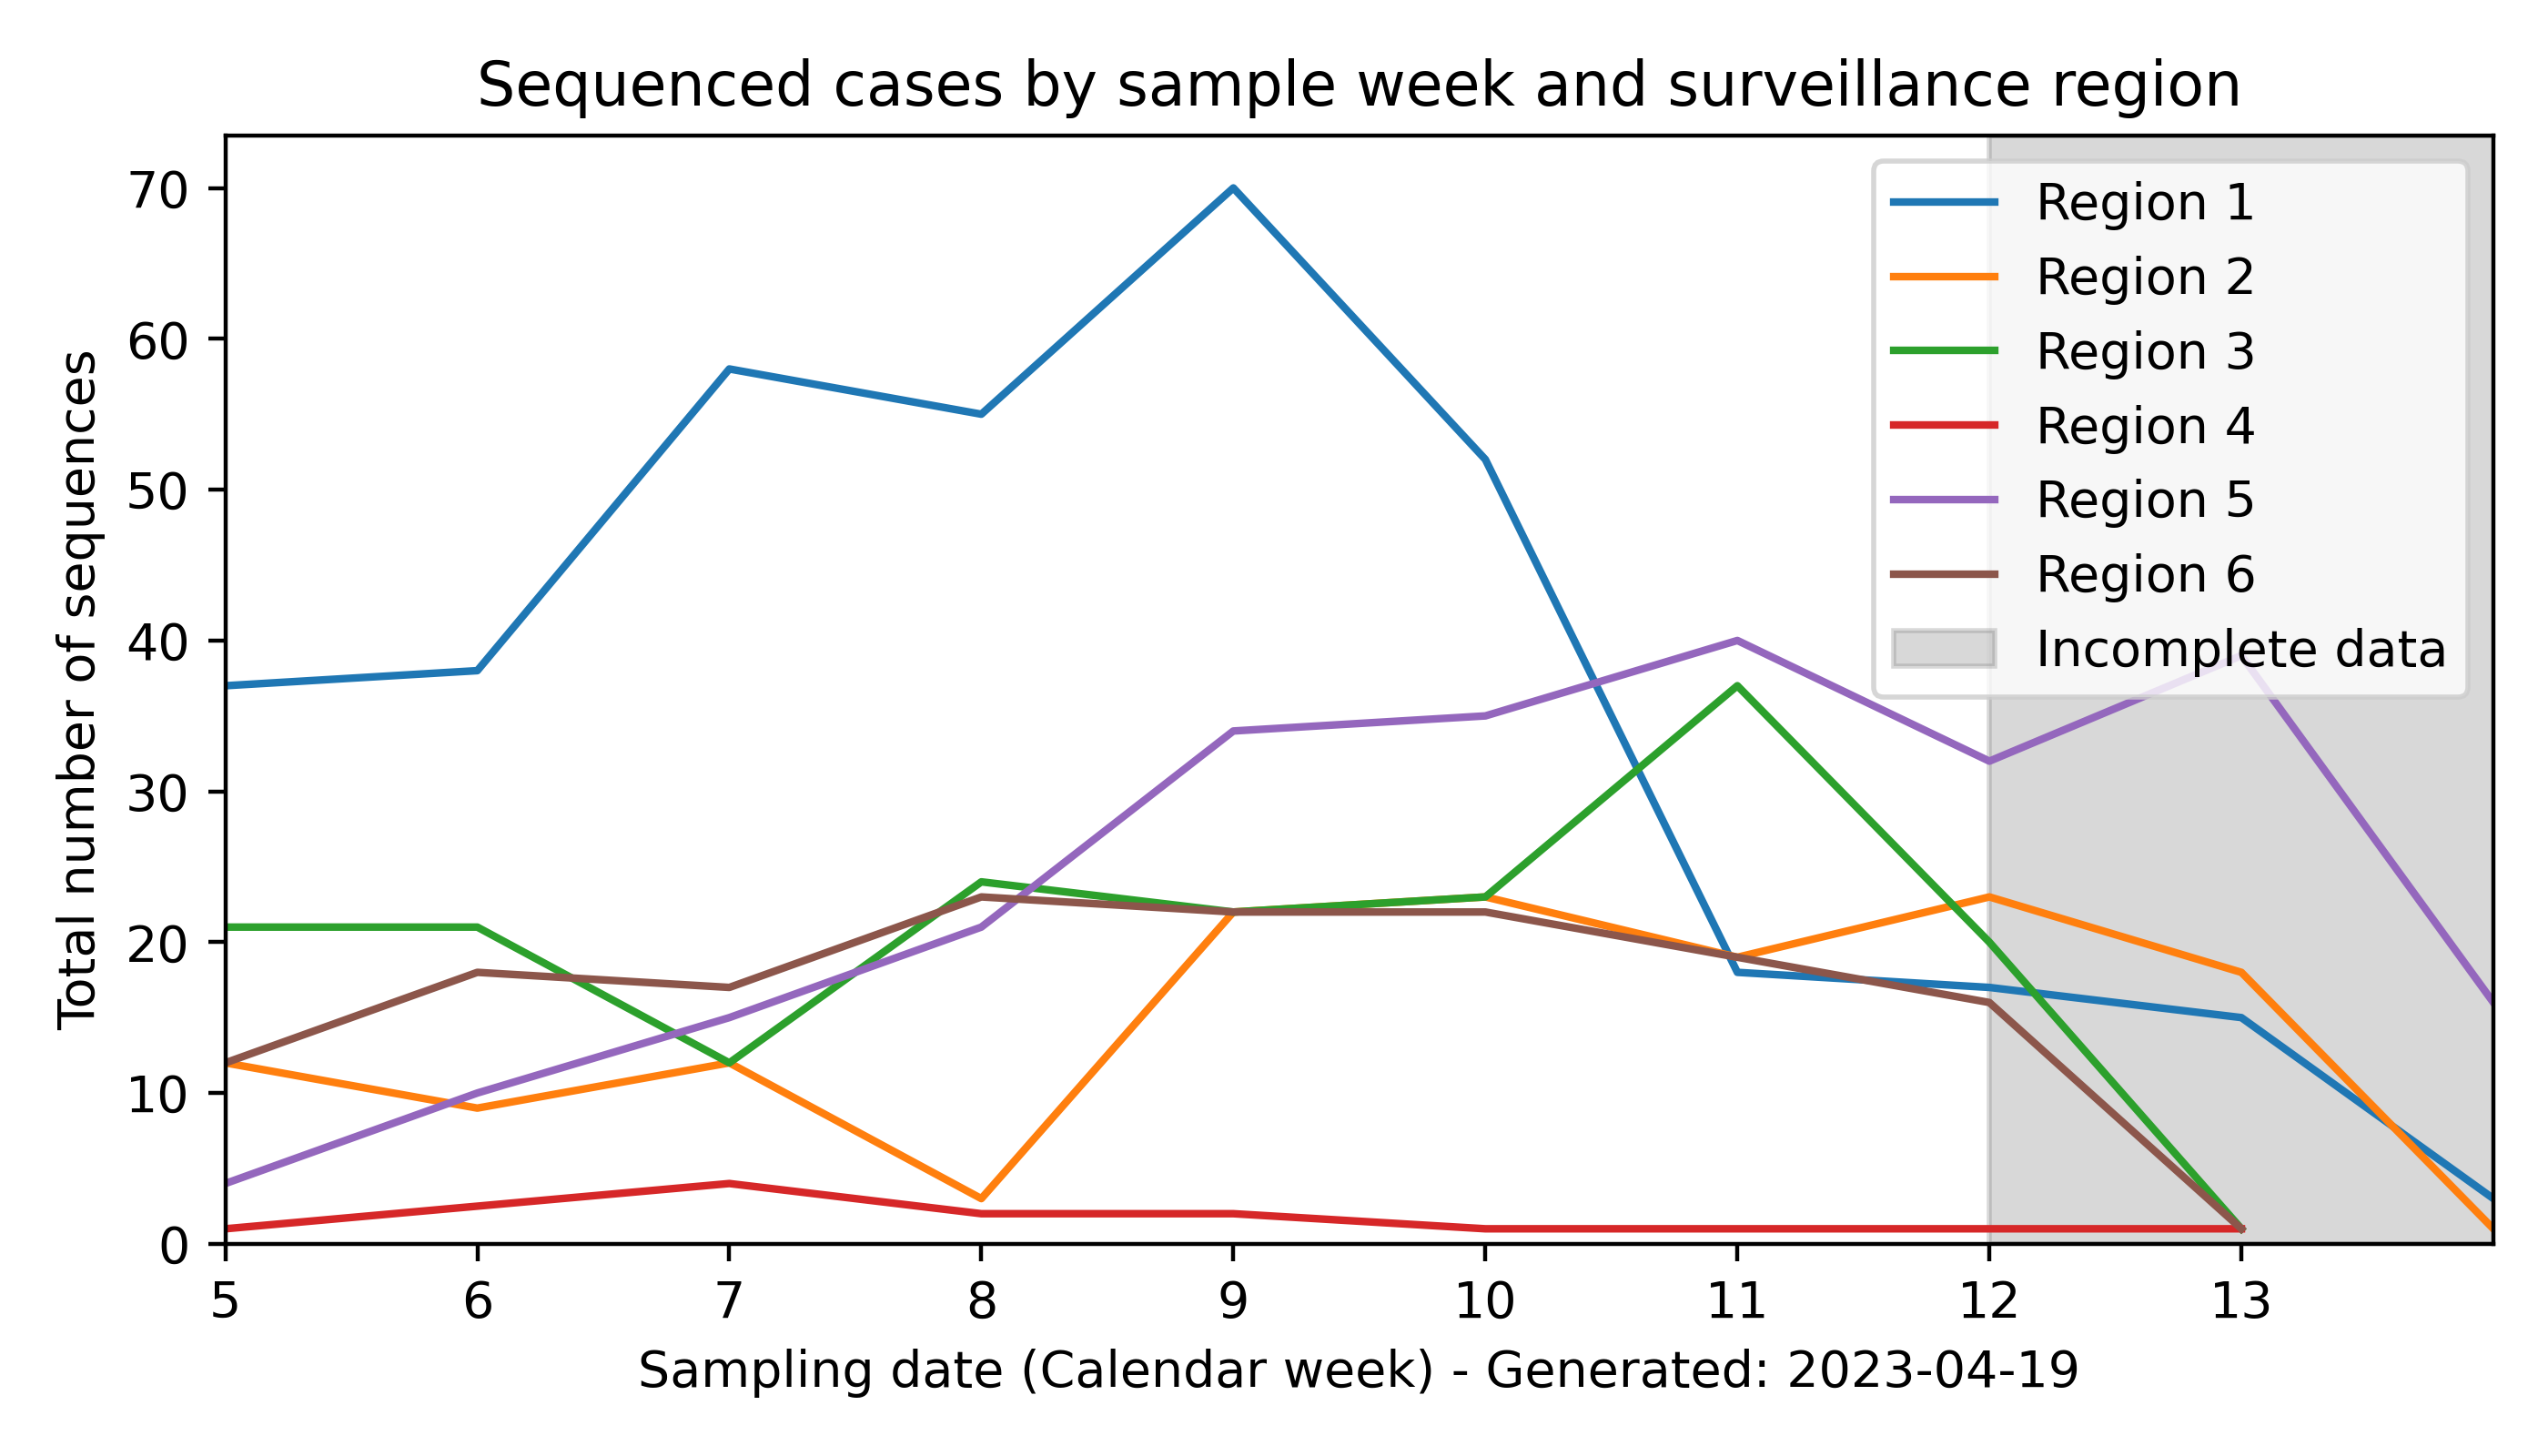 Sequenced cases by sample week and surveillance region
Total number of sequences
70
60
50
40
30
20
10
0
Region 1
Region 2
Region 3
Region 4
Region 5
Region 6
Incomplete data
5 6 7 8 9 10 11 12 13
Sampling date (Calendar week) - Generated: 2023-04-19